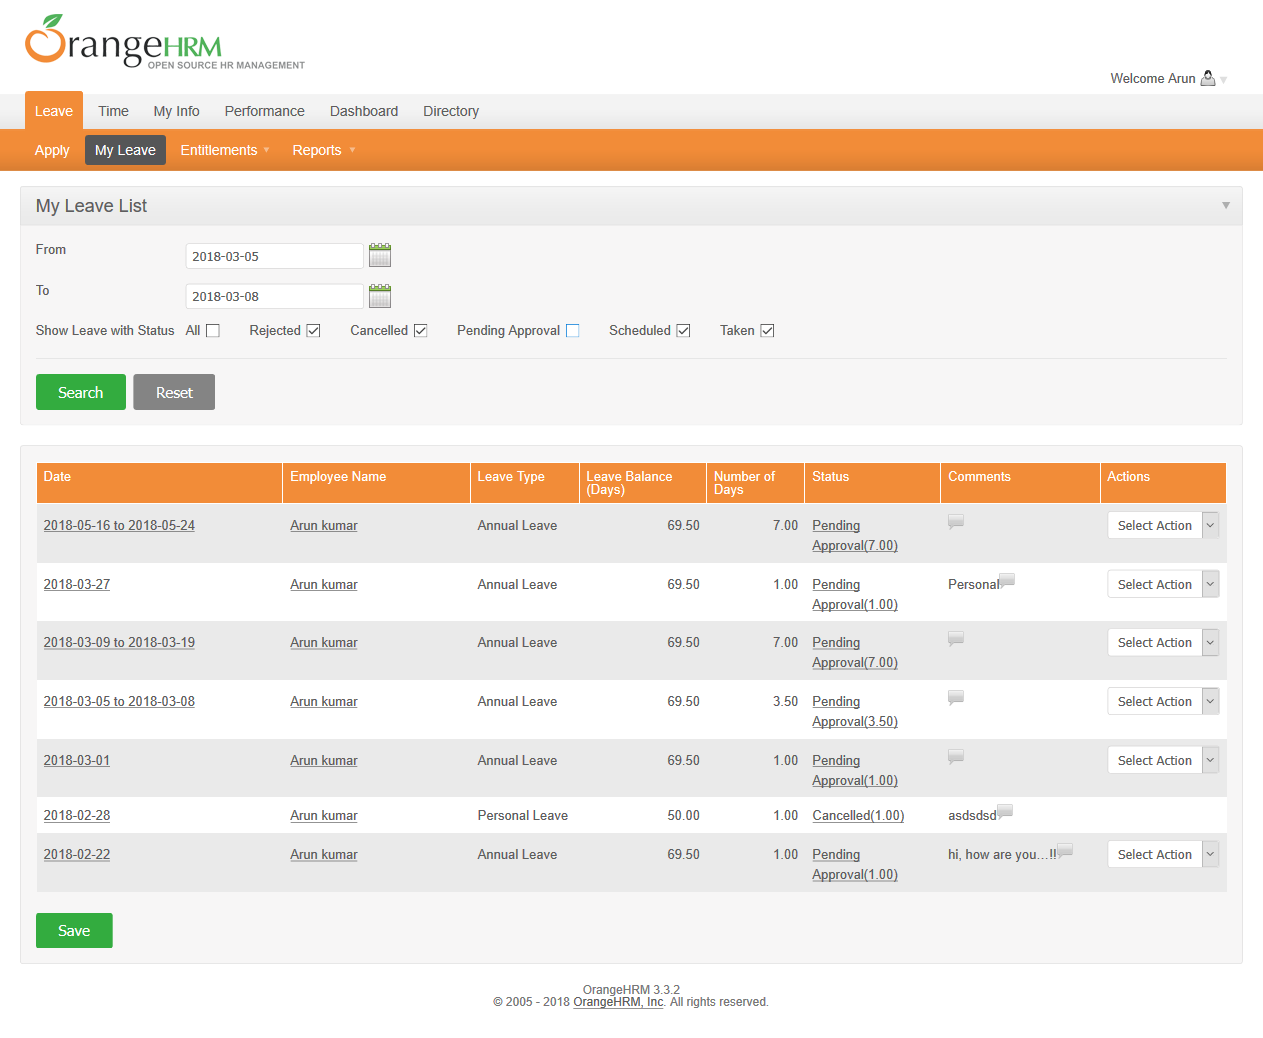 OrangeHRM
OPEN SOURCE HR MANAGEMENT
Welcome Arun
Leave Time My Info Performance Dashboard Directory
Apply My Leave Entitlements Reports
My Leave List
From 2018-03-05
To 2018-03-08
Show Leave with Status All Rejected Cancelled Pending Approval Scheduled Taken
Search Reset
Date Employee Name Leave Type Leave Balance (Days) Number of Days Status Comments Actions
2018-05-16 to 2018-05-24 Arun kumar Annual Leave 69.50 7.00 Pending Approval(7.00) Select Action
2018-03-27 Arun kumar Annual Leave 69.50 1.00 Pending Approval(1.00) Personal Select Action
2018-03-09 to 2018-03-19 Arun kumar Annual Leave 69.50 7.00 Pending Approval(7.00) Select Action
2018-03-05 to 2018-03-08 Arun kumar Annual Leave 69.50 3.50 Pending Approval(3.50) Select Action
2018-03-01 Arun kumar Annual Leave 69.50 1.00 Pending Approval(1.00) Select Action
2018-02-28 Arun kumar Personal Leave 50.00 1.00 Cancelled(1.00) asdsdsd
2018-02-22 Arun kumar Annual Leave 69.50 1.00 Pending Approval(1.00) hi, how are you...!! Select Action
Save
OrangeHRM 3.3.2
© 2005 - 2018 OrangeHRM, Inc. All rights reserved.